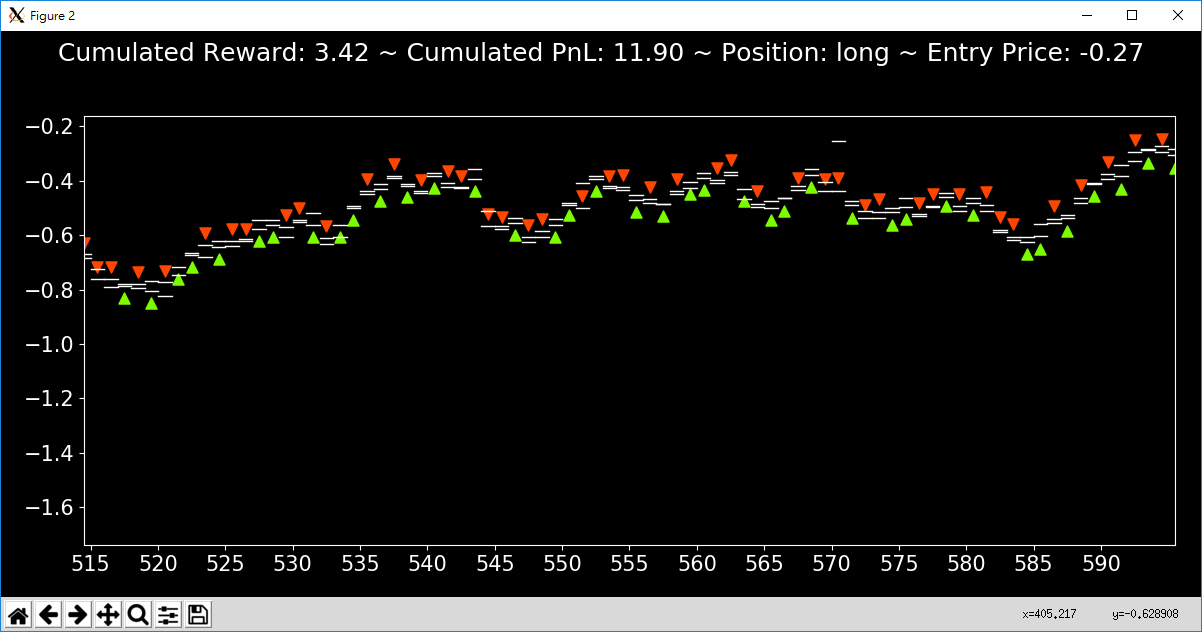 Figure 2
Cumulated Reward: 3.42 ~ Cumulated PnL: 11.90 ~ Position: long ~ Entry Price: -0.27
−0.2
−0.4
−0.6
−0.8
−1.0
−1.2
−1.4
−1.6
515 520 525 530 535 540 545 550 555 560 565 570 575 580 585 590
x=405.217 y=-0.628908